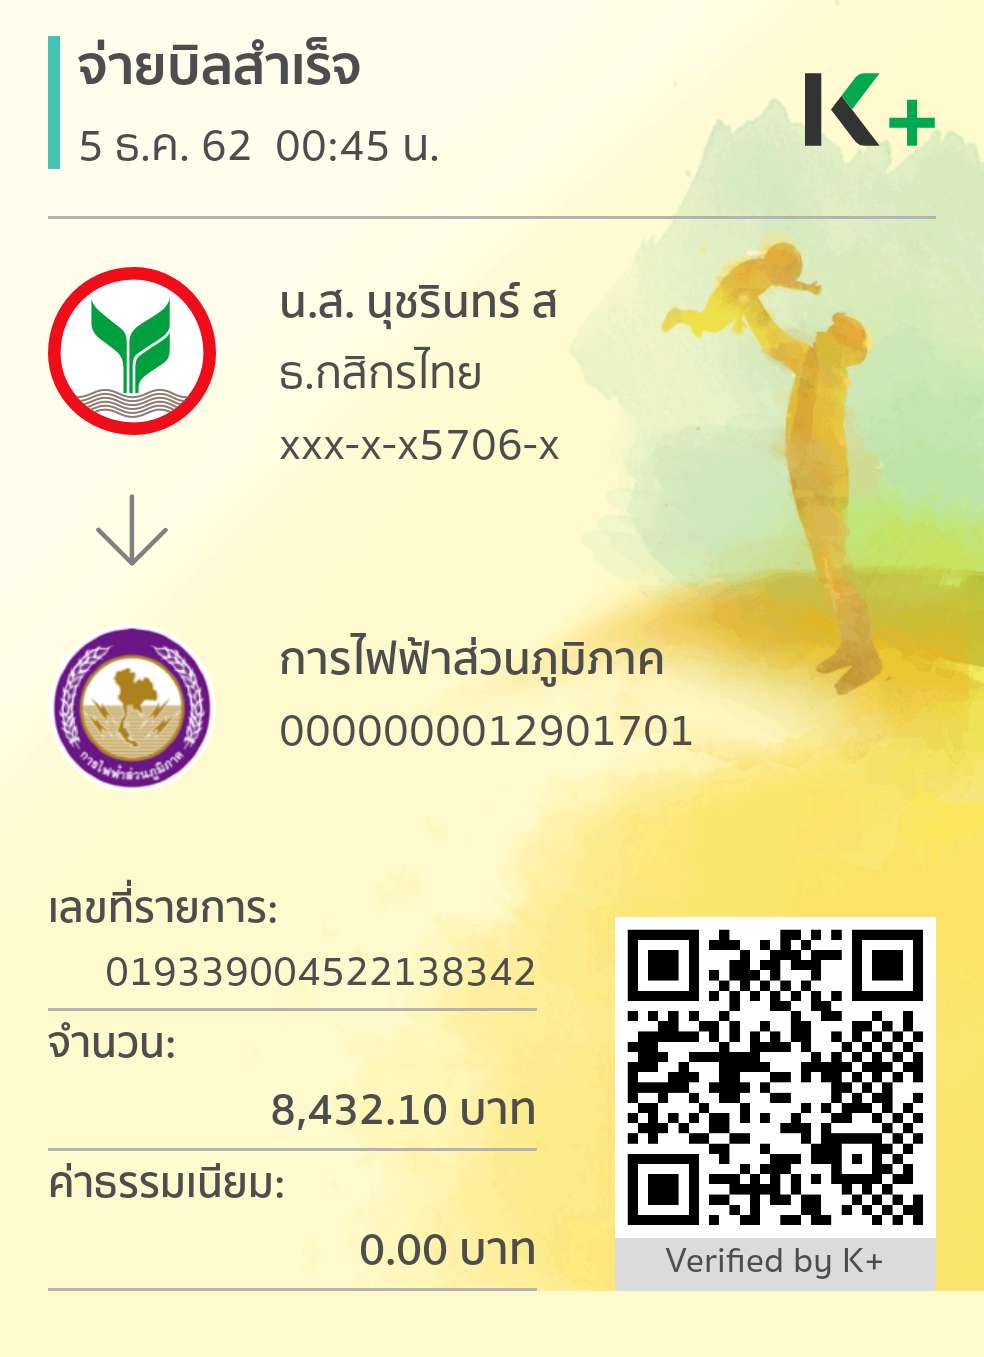 จ่ายบิลสำเร็จ
5 ธ.ค. 62 00:45 น.
K+
น.ส. นุชรินทร์ ส
ธ.กสิกรไทย
xxx-x-x5706-x
การไฟฟ้าส่วนภูมิภาค
0000000012901701
การไฟฟ้าส่วนภูมิภาค
เลขที่รายการ:
019339004522138342
จำนวน:
8,432.10 บาท
ค่าธรรมเนียม:
0.00 บาท
Verified by K+